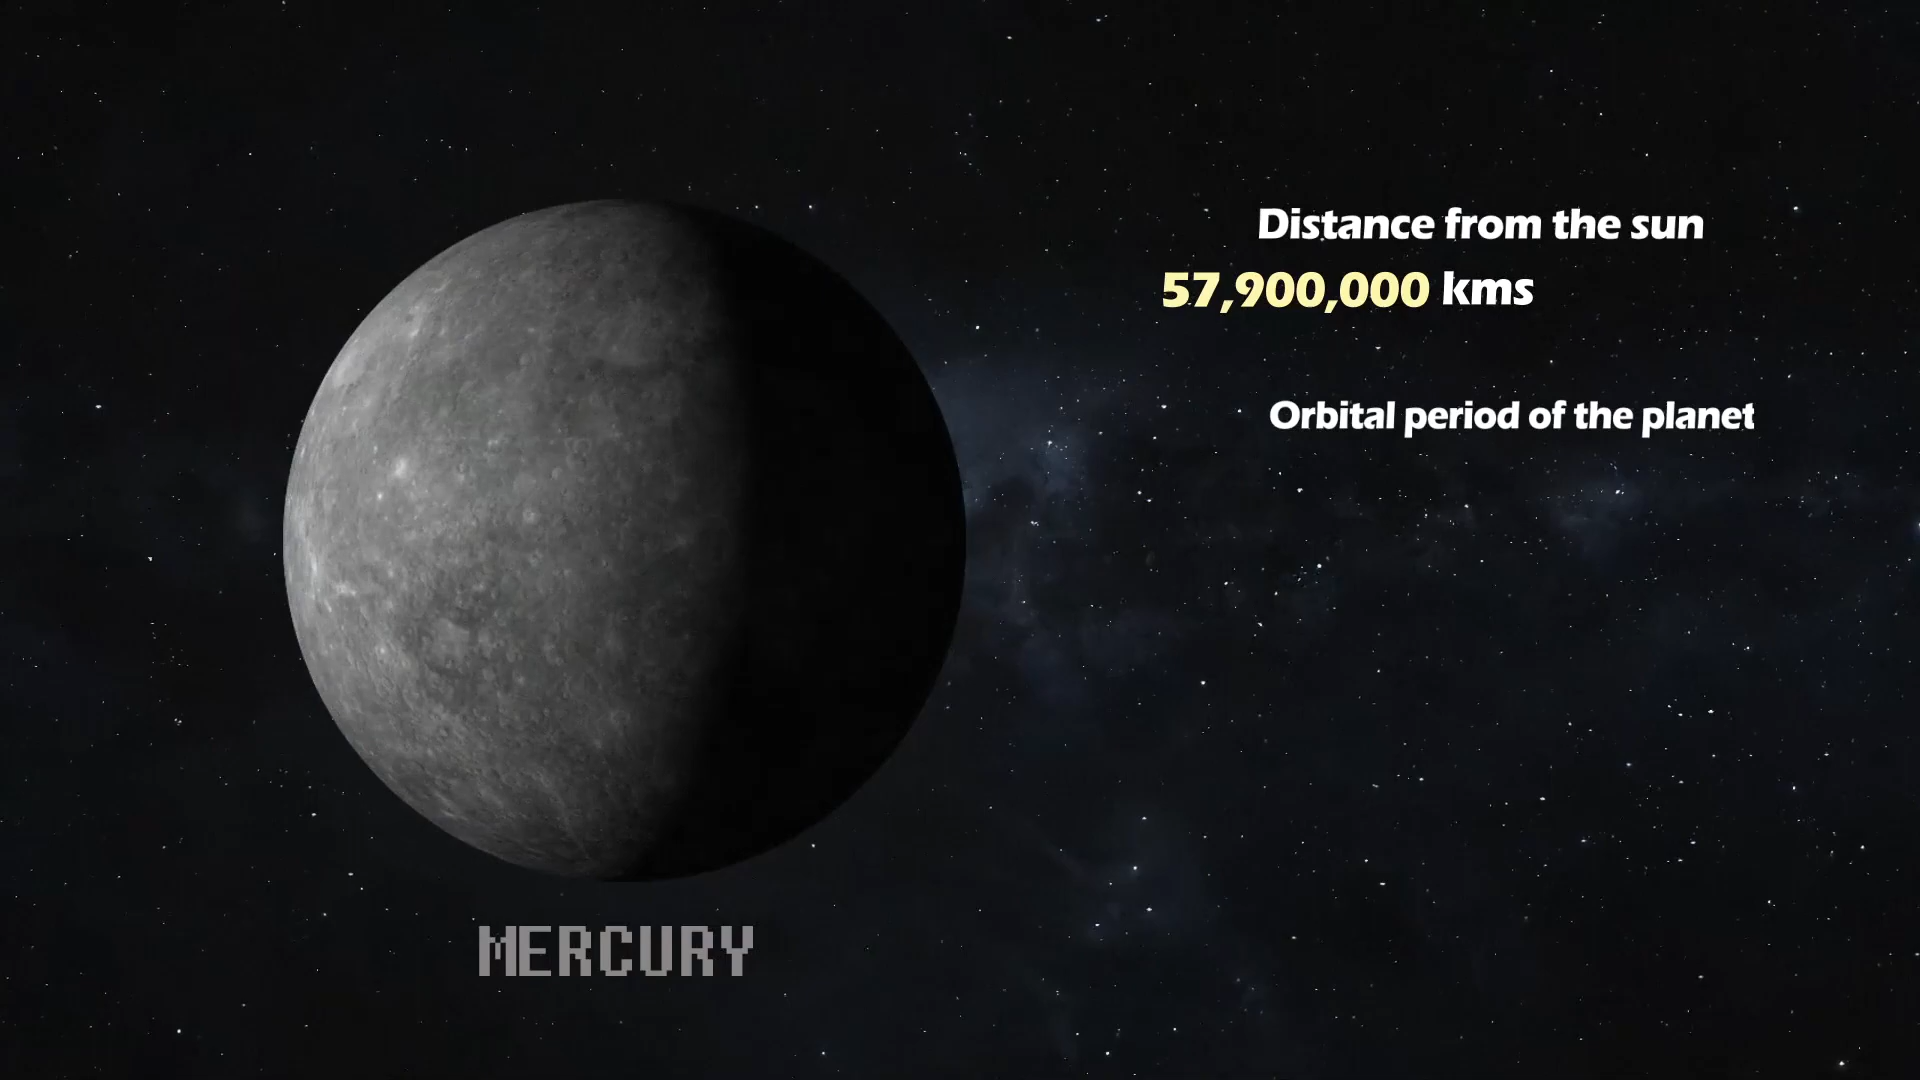 Distance from the sun
57,900,000 kms
Orbital period of the planet
MERCURY